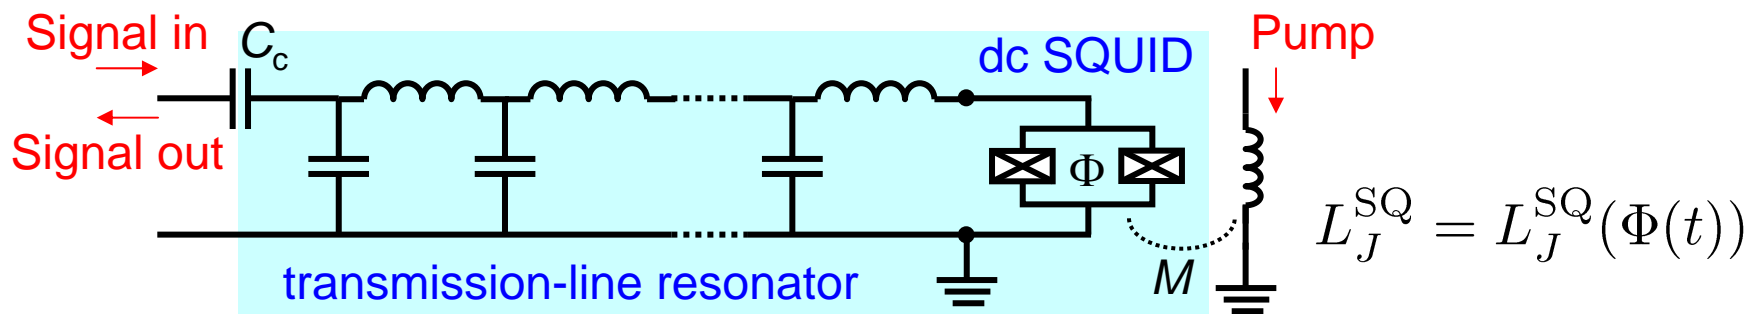 Signal in
C_c
dc SQUID
Pump
Signal out
Φ
L_J^SQ = L_J^SQ(Φ(t))
transmission-line resonator
M